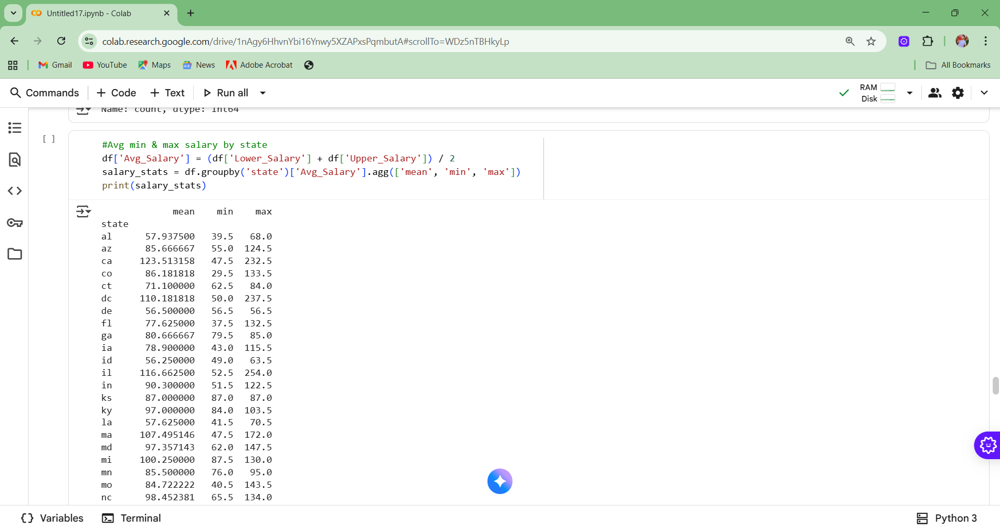 Untitled17.ipynb - Colab
colab.research.google.com/drive/1nAgy6HhvnYbi16Ynwy5XZAPxsPqmbutA#scrollTo=WDz5nTBHkyLp
Gmail YouTube Maps News Adobe Acrobat All Bookmarks
Commands + Code + Text Run all RAM
Disk
Name: count, dtype: int64
[ ]
#Avg min & max salary by state
df['Avg_Salary'] = (df['Lower_Salary'] + df['Upper_Salary']) / 2
salary_stats = df.groupby('state')['Avg_Salary'].agg(['mean', 'min', 'max'])
print(salary_stats)
mean min max
state
al 57.937500 39.5 68.0
az 85.666667 55.0 124.5
ca 123.513158 47.5 232.5
co 86.181818 29.5 133.5
ct 71.100000 62.5 84.0
dc 110.181818 50.0 237.5
de 56.500000 56.5 56.5
fl 77.625000 37.5 132.5
ga 80.666667 79.5 85.0
ia 78.900000 43.0 115.5
id 56.250000 49.0 63.5
il 116.662500 52.5 254.0
in 90.300000 51.5 122.5
ks 87.000000 87.0 87.0
ky 97.000000 84.0 103.5
la 57.625000 41.5 70.5
ma 107.495146 47.5 172.0
md 97.357143 62.0 147.5
mi 100.250000 87.5 130.0
mn 85.500000 76.0 95.0
mo 84.722222 40.5 143.5
nc 98.452381 65.5 134.0
{} Variables Terminal Python 3